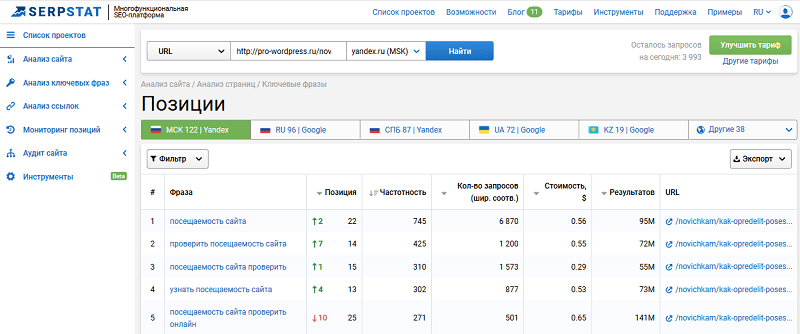 SERPSTAT
Многофункциональная
SEO-платформа
Список проектов Возможности Блог 11 Тарифы Инструменты Поддержка Примеры RU
Список проектов
Анализ сайта
Анализ ключевых фраз
Анализ ссылок
Мониторинг позиций
Аудит сайта
Инструменты Beta
URL http://pro-wordpress.ru/nov yandex.ru (MSK) Найти
Осталось запросов
на сегодня: 3 993
Улучшить тариф
Другие тарифы
Анализ сайта / Анализ страниц / Ключевые фразы
Позиции
МСК 122 | Yandex RU 96 | Google СПБ 87 | Yandex UA 72 | Google KZ 19 | Google Другие 38
Фильтр Экспорт
# Фраза Позиция Частотность Кол-во запросов (шир. соотв.) Стоимость, $ Результатов URL
1 посещаемость сайта 2 22 745 6 870 0.56 95M /novichkam/kak-opredelit-poses...
2 проверить посещаемость сайта 7 14 425 1 200 0.55 72M /novichkam/kak-opredelit-poses...
3 посещаемость сайта проверить 1 15 310 1 573 0.29 55M /novichkam/kak-opredelit-poses...
4 узнать посещаемость сайта 4 13 302 877 0.53 73M /novichkam/kak-opredelit-poses...
5 посещаемость сайта проверить онлайн 10 25 271 501 0.65 141M /novichkam/kak-opredelit-poses...